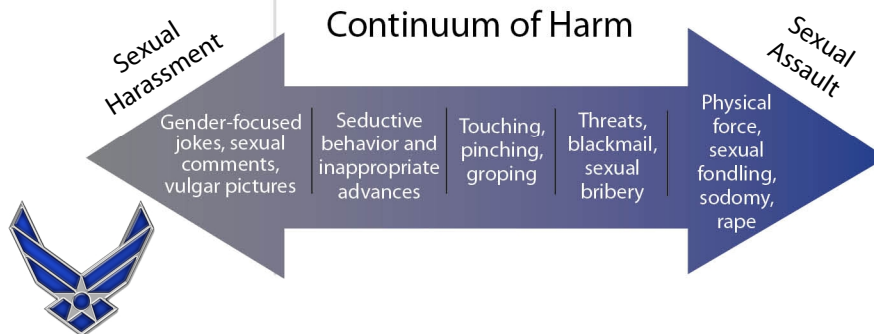 Continuum of Harm
Sexual
Harassment
Sexual
Assault
Gender-focused
jokes, sexual
comments,
vulgar pictures
Seductive
behavior and
inappropriate
advances
Touching,
pinching,
groping
Threats,
blackmail,
sexual
bribery
Physical
force,
sexual
fondling,
sodomy,
rape